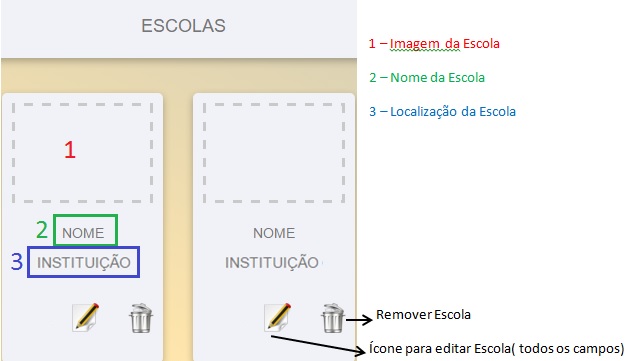 ESCOLAS
1 – Imagem da Escola
2 – Nome da Escola
3 – Localização da Escola
1
2 NOME
3 INSTITUIÇÃO
NOME
INSTITUIÇÃO
Remover Escola
Ícone para editar Escola( todos os campos)